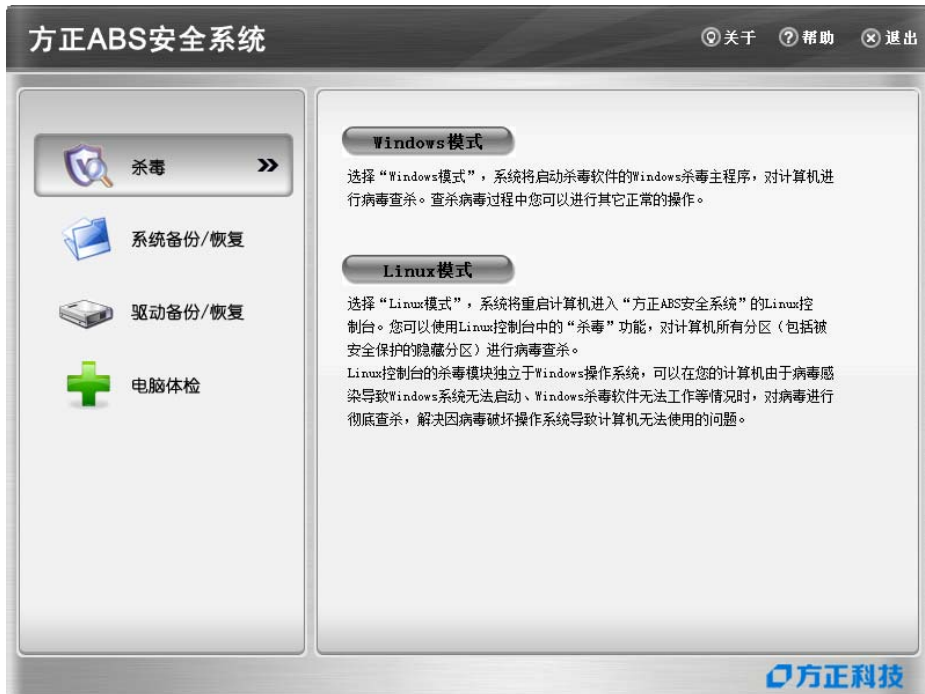 方正ABS安全系统
关于 帮助 退出
杀毒
系统备份/恢复
驱动备份/恢复
电脑体检
Windows模式
选择“Windows模式”，系统将启动杀毒软件的Windows杀毒主程序，对计算机进
行病毒查杀。查杀病毒过程中您可以进行其它正常的操作。
Linux模式
选择“Linux模式”，系统将重启计算机进入“方正ABS安全系统”的Linux控
制台。您可以使用Linux控制台中的“杀毒”功能，对计算机所有分区（包括被
安全保护的隐藏分区）进行病毒查杀。
Linux控制台的杀毒模块独立于Windows操作系统，可以在您的计算机由于病毒感
染导致Windows系统无法启动、Windows杀毒软件无法工作等情况时，对病毒进行
彻底查杀，解决因病毒破坏操作系统导致计算机无法使用的问题。
方正科技